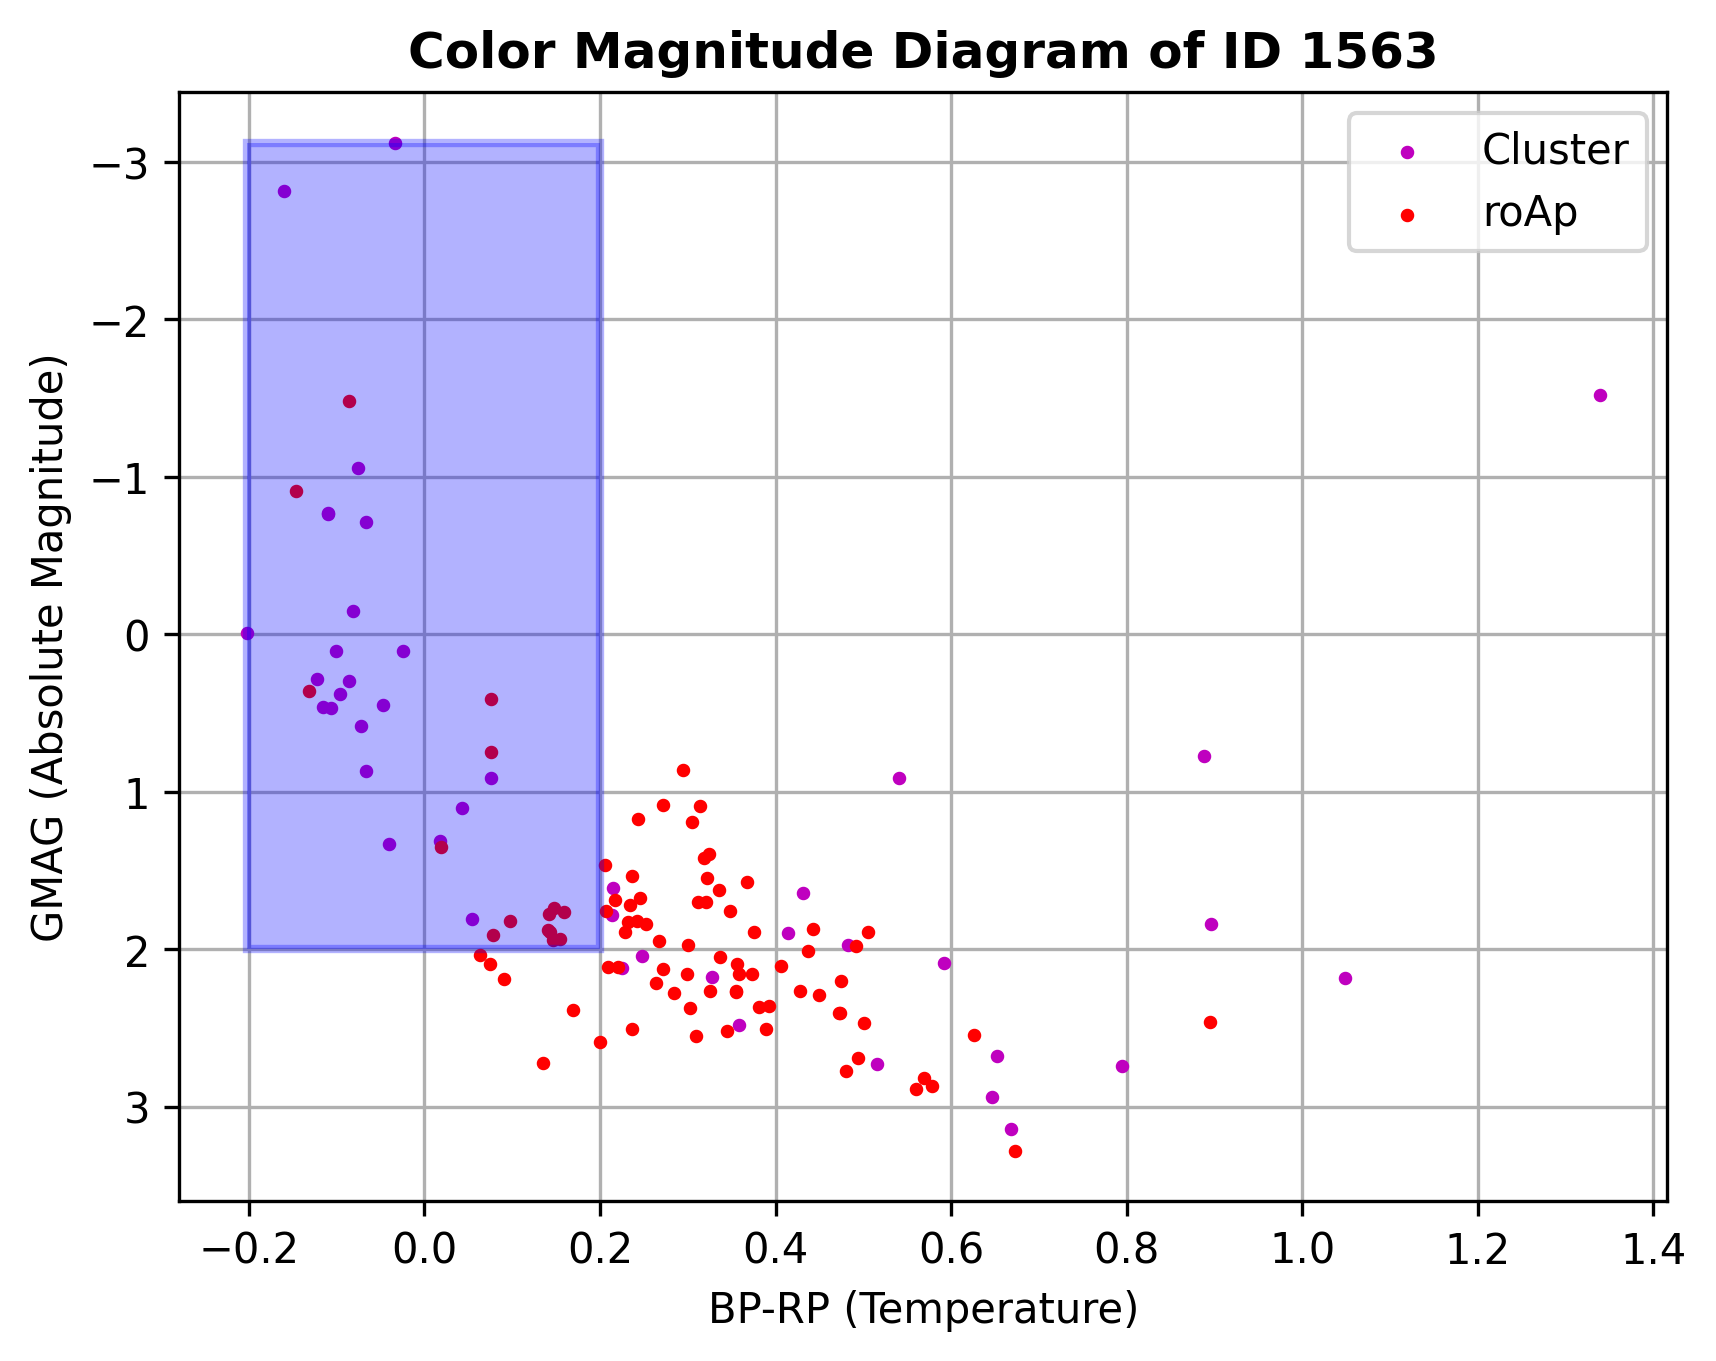 Color Magnitude Diagram of ID 1563
Cluster
roAp
GMAG (Absolute Magnitude)
−3
−2
−1
0
1
2
3
−0.2 0.0 0.2 0.4 0.6 0.8 1.0 1.2 1.4
BP-RP (Temperature)